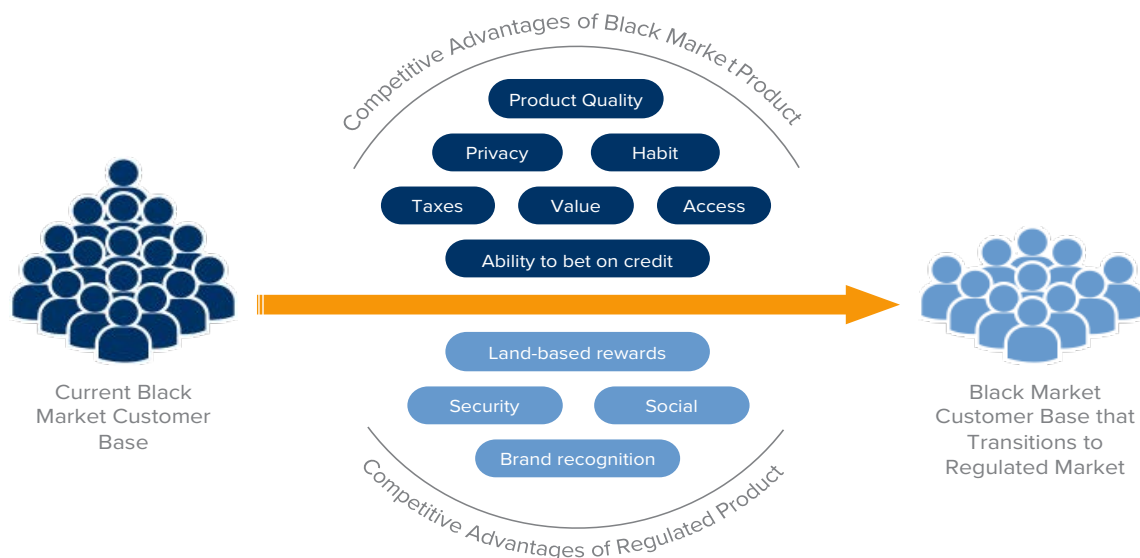 Competitive Advantages of Black Market Product
Product Quality
Privacy
Habit
Taxes
Value
Access
Ability to bet on credit
Current Black
Market Customer
Base
Land-based rewards
Security
Social
Brand recognition
Competitive Advantages of Regulated Product
Black Market
Customer Base that
Transitions to
Regulated Market